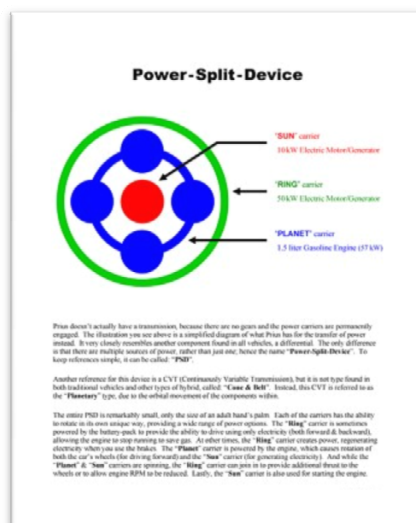 Power-Split-Device
"SUN" carrier
10 kW Electric Motor/Generator
"RING" carrier
50 kW Electric Motor/Generator
"PLANET" carrier
1.5 liter Gasoline Engine (57 kW)
Prius doesn't actually have a transmission, because there are no gears and the power carriers are permanently
engaged. The illustration you see above is a simplified diagram of what Prius has for the transfer of power
instead. It very closely resembles another component found in all vehicles, a differential. The only difference
is that there are multiple sources of power, rather than just one; hence the name "Power-Split-Device". To
keep references simple, it can be called: "PSD".
Another reference for this device is a CVT (Continuously Variable Transmission), but it is not type found in
both traditional vehicles and other types of hybrid, called: "Cone & Belt". Instead, this CVT is referred to as
the "Planetary" type, due to the orbital movement of the components within.
The entire PSD is remarkably small, only the size of an adult hand's palm. Each of the carriers has the ability
to rotate in its own unique way, providing a wide range of power options. The "Ring" carrier is sometimes
powered by the battery-pack to provide the ability to drive using only electricity (both forward & backward),
allowing the engine to stop running to save gas. At other times, the "Ring" carrier creates power, regenerating
electricity when you use the brakes. The "Planet" carrier is powered by the engine, which causes rotation of
both the car's wheels (for driving forward) and the "Sun" carrier (for generating electricity). And while the
"Planet" & "Sun" carriers are spinning, the "Ring" carrier can join in to provide additional thrust to the
wheels or to allow engine RPM to be reduced. Lastly, the "Sun" carrier is also used for starting the engine.